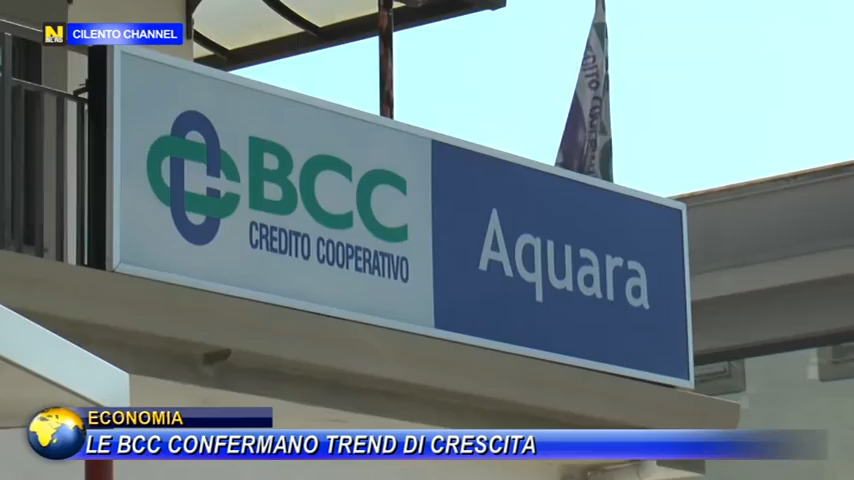 CILENTO CHANNEL
BCC
CREDITO COOPERATIVO
Aquara
ECONOMIA
LE BCC CONFERMANO TREND DI CRESCITA